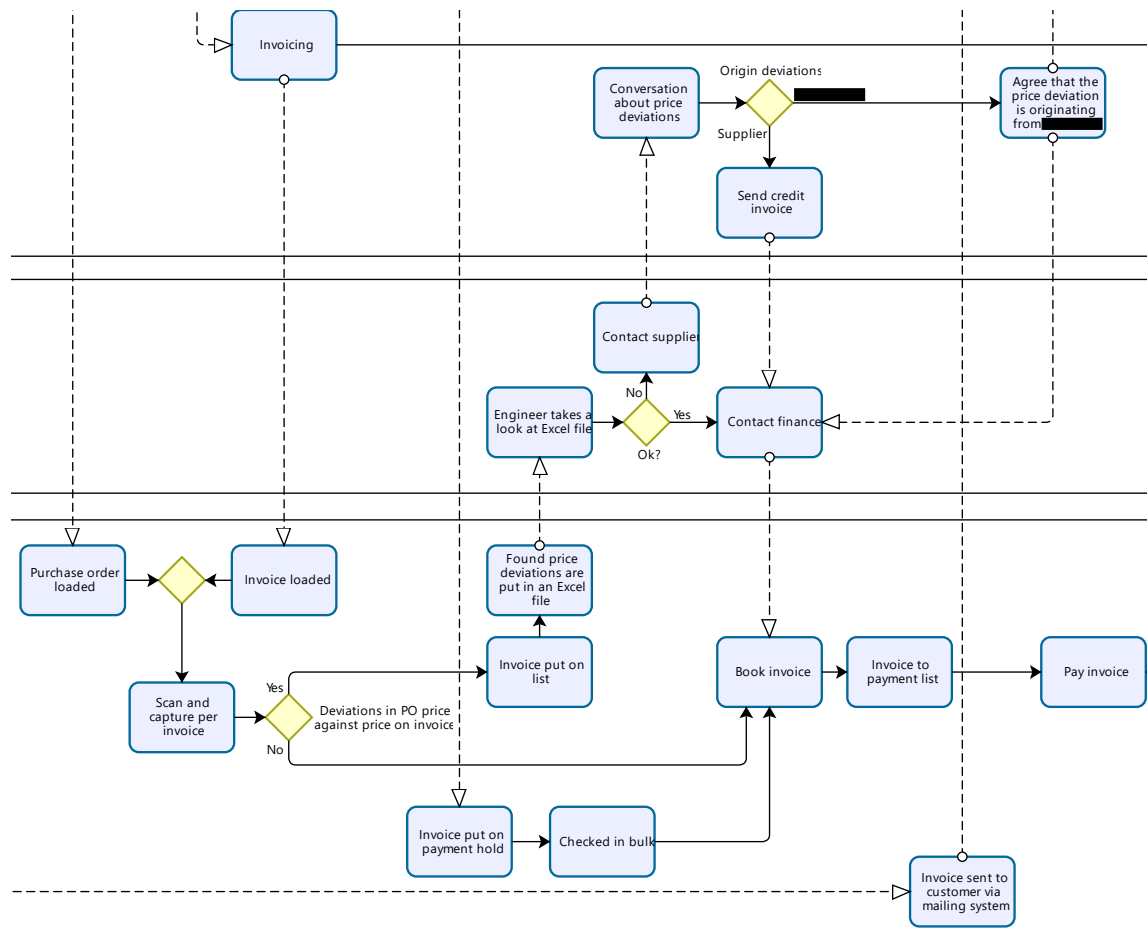 Invoicing
Origin deviations
Conversation
about price
deviations
Agree that the
price deviation
is originating
from
Supplier
Send credit
invoice
Contact supplier
No
Engineer takes a
look at Excel file
Yes
Contact finance
Ok?
Purchase order
loaded
Invoice loaded
Found price
deviations are
put in an Excel
file
Invoice put on
list
Book invoice
Invoice to
payment list
Pay invoice
Yes
Scan and
capture per
invoice
Deviations in PO price
against price on invoice
No
Invoice put on
payment hold
Checked in bulk
Invoice sent to
customer via
mailing system